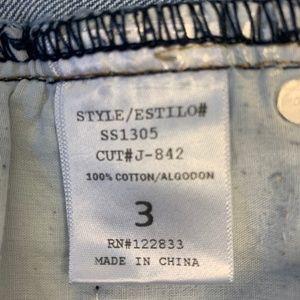 STYLE/ESTILO#
SS1305
CUT#J-842
100% COTTON/ALGODON
3
RN#122833
MADE IN CHINA